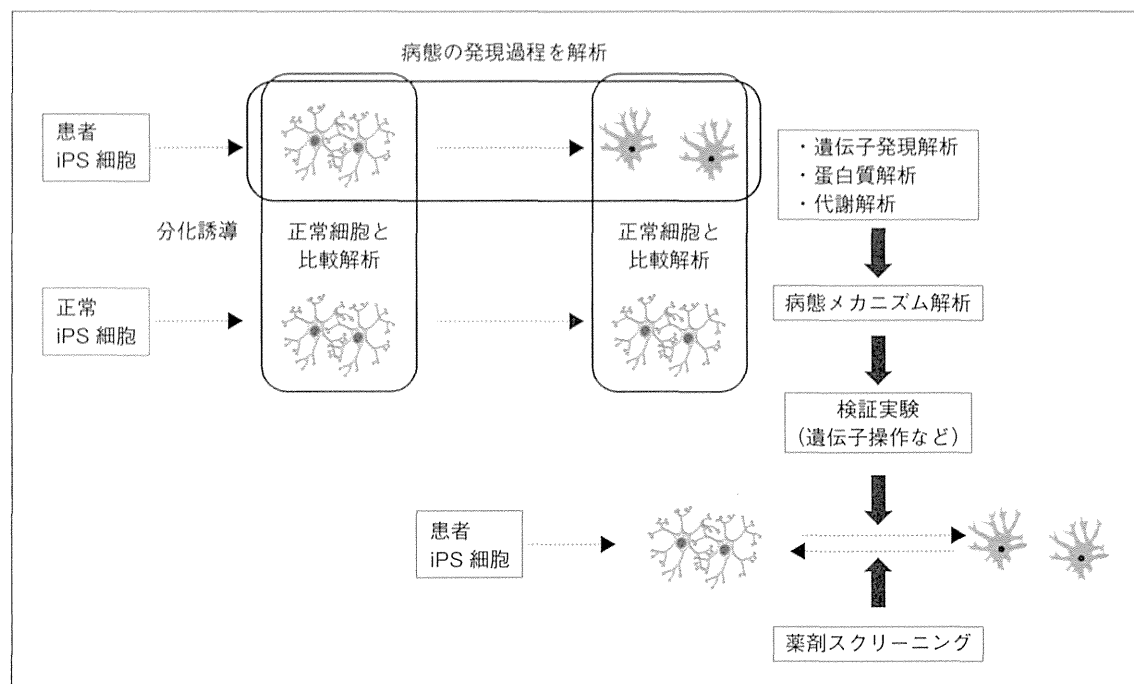 病態の発現過程を解析
患者
iPS 細胞
・遺伝子発現解析
・蛋白質解析
・代謝解析
分化誘導
正常細胞と
比較解析
正常細胞と
比較解析
正常
iPS 細胞
病態メカニズム解析
検証実験
(遺伝子操作など)
患者
iPS 細胞
薬剤スクリーニング